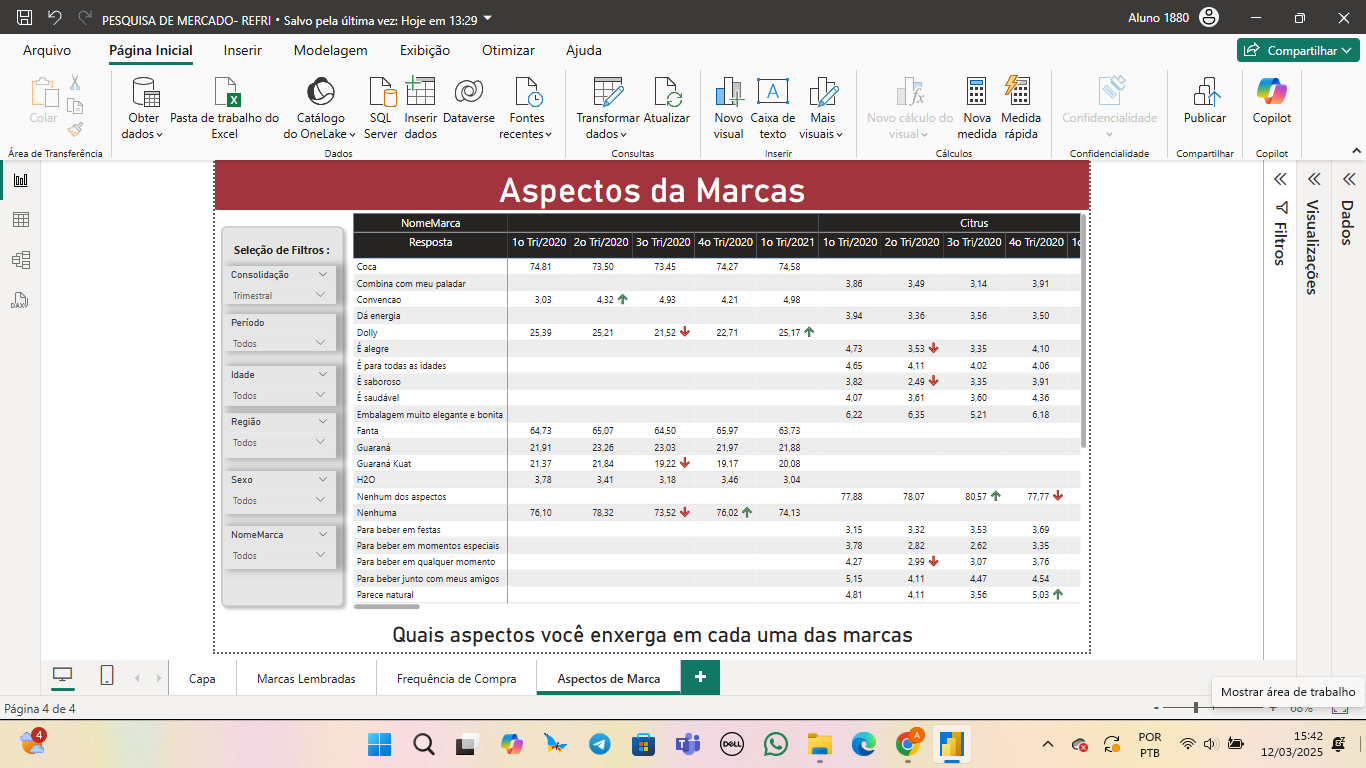 PESQUISA DE MERCADO- REFRI • Salvo pela última vez: Hoje em 13:29
Aluno 1880
Arquivo Página Inicial Inserir Modelagem Exibição Otimizar Ajuda
Compartilhar
Colar
Obter dados
Pasta de trabalho do Excel
Catálogo do OneLake
SQL Server
Inserir dados
Dataverse
Fontes recentes
Transformar dados
Atualizar
Novo visual
Caixa de texto
Mais visuais
Novo cálculo do visual
Nova medida
Medida rápida
Confidencialidade
Publicar
Copilot
Área de Transferência Dados Consultas Inserir Cálculos Confidencialidade Compartilhar Copilot
Aspectos da Marcas
Seleção de Filtros :
Consolidação
Trimestral
Período
Todos
Idade
Todos
Região
Todos
Sexo
Todos
NomeMarca
Todos
NomeMarca Citrus
Resposta 1o Tri/2020 2o Tri/2020 3o Tri/2020 4o Tri/2020 1o Tri/2021 1o Tri/2020 2o Tri/2020 3o Tri/2020 4o Tri/2020 1o
Coca 74,81 73,50 73,45 74,27 74,58
Combina com meu paladar 3,86 3,49 3,14 3,91
Convencao 3,03 4,32 4,93 4,21 4,98
Dá energia 3,94 3,36 3,56 3,50
Dolly 25,39 25,21 21,52 22,71 25,17
É alegre 4,73 3,53 3,35 4,10
É para todas as idades 4,65 4,11 4,02 4,06
É saboroso 3,82 2,49 3,35 3,91
É saudável 4,07 3,61 3,60 4,36
Embalagem muito elegante e bonita 6,22 6,35 5,21 6,18
Fanta 64,73 65,07 64,50 65,97 63,73
Guaraná 21,91 23,26 23,03 21,97 21,88
Guaraná Kuat 21,37 21,84 19,22 19,17 20,08
H2O 3,78 3,41 3,18 3,46 3,04
Nenhum dos aspectos 77,88 78,07 80,57 77,77
Nenhuma 76,10 78,32 73,52 76,02 74,13
Para beber em festas 3,15 3,32 3,53 3,69
Para beber em momentos especiais 3,78 2,82 2,62 3,35
Para beber em qualquer momento 4,27 2,99 3,07 3,76
Para beber junto com meus amigos 5,15 4,11 4,47 4,54
Parece natural 4,81 4,11 3,56 5,03
Quais aspectos você enxerga em cada uma das marcas
Filtros
Visualizações
Dados
DAX
Capa Marcas Lembradas Frequência de Compra Aspectos de Marca +
Mostrar área de trabalho
Página 4 de 4
68%
4
DELL
A
POR
PTB
15:42
12/03/2025